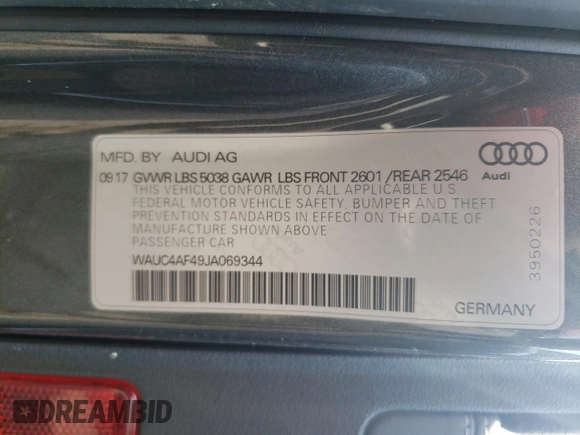 MFD. BY AUDI AG
09 17 GVWR LBS 5038 GAWR LBS FRONT 2601 / REAR 2546
THIS VEHICLE CONFORMS TO ALL APPLICABLE U.S.
FEDERAL MOTOR VEHICLE SAFETY, BUMPER AND THEFT
PREVENTION STANDARDS IN EFFECT ON THE DATE OF
MANUFACTURE SHOWN ABOVE
PASSENGER CAR
WAUC4AF49JA069344
GERMANY
Audi
3950226
DREAMBID